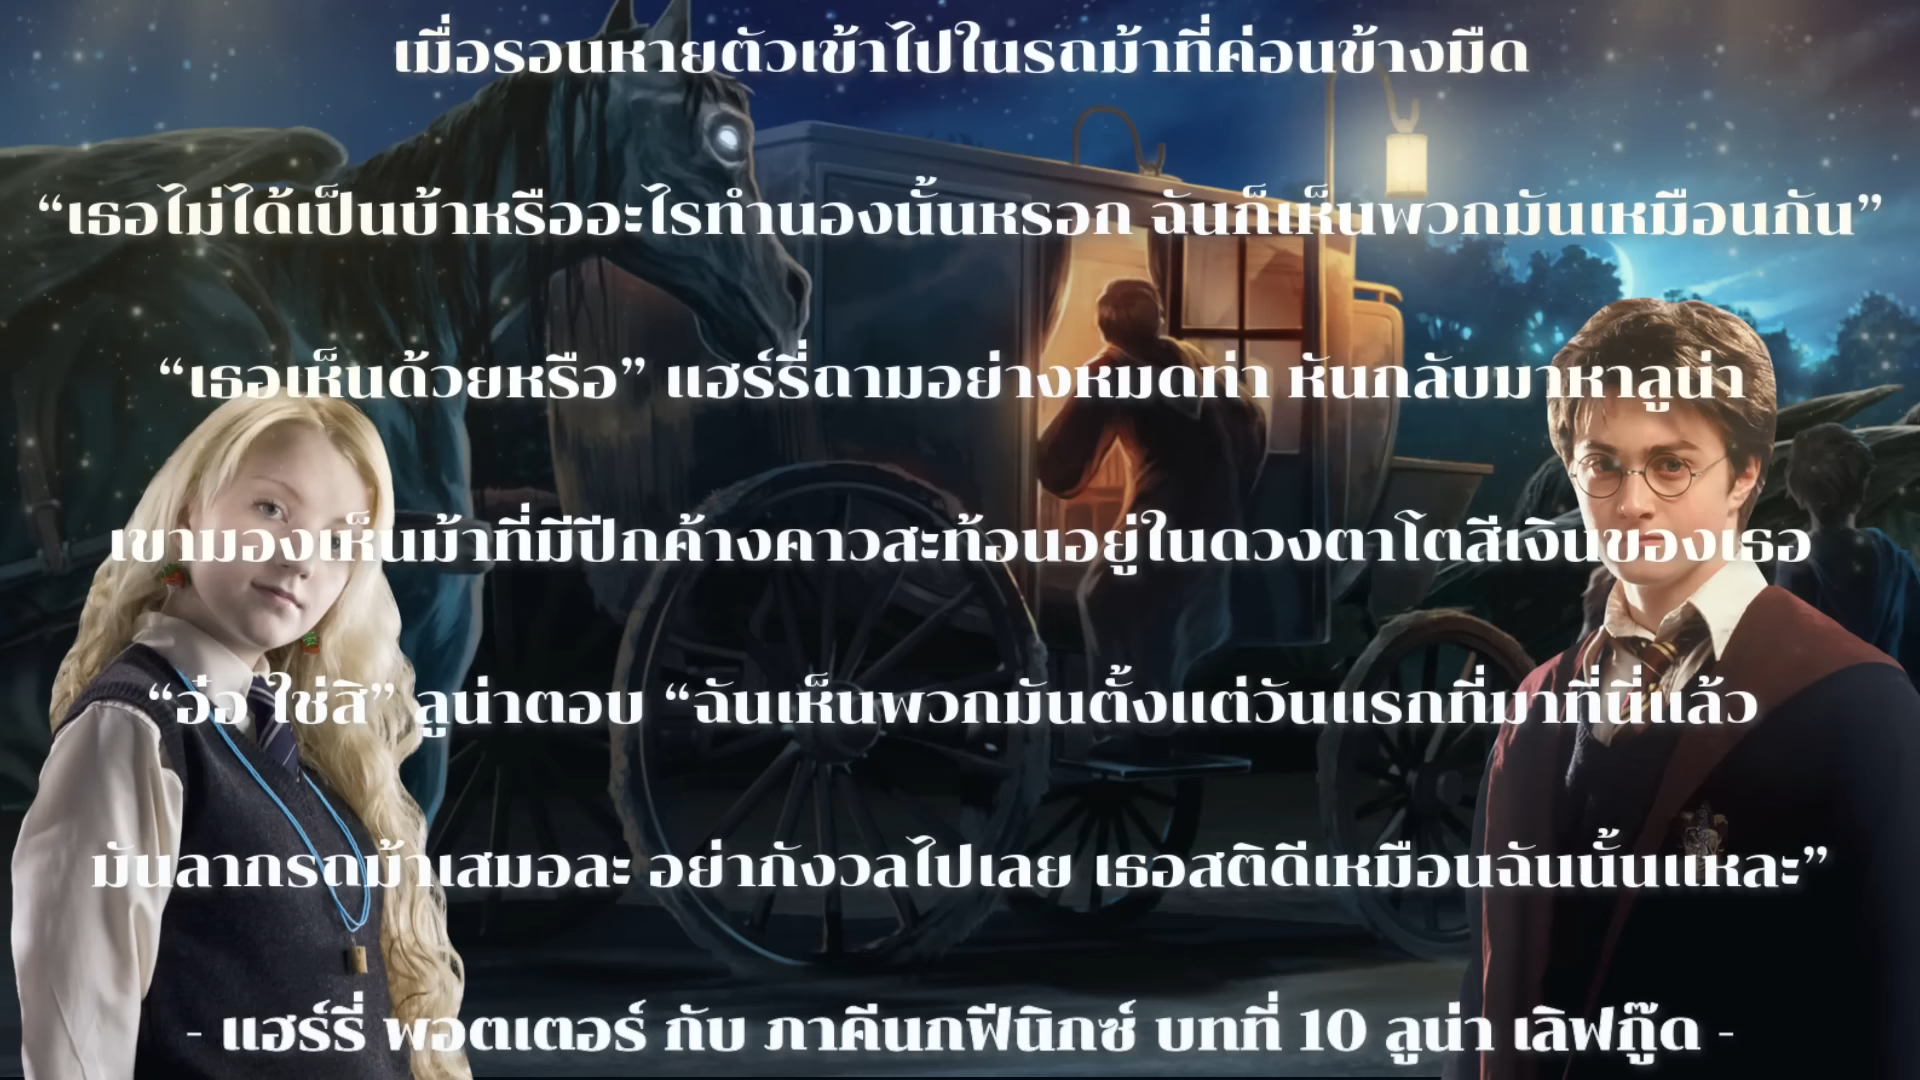 เมื่อรอนหายตัวเข้าไปในรถม้าที่ค่อนข้างมืด
“เธอไม่ได้เป็นบ้าหรืออะไรทำนองนั้นหรอก ฉันก็เห็นพวกมันเหมือนกัน”
“เธอเห็นด้วยหรือ” แฮร์รี่ถามอย่างหมดท่า หันกลับมาหาลูน่า
เขามองเห็นม้าที่มีปีกค้างคาวสะท้อนอยู่ในดวงตาโตสีเงินของเธอ
“อ๋อ ใช่สิ” ลูน่าตอบ “ฉันเห็นพวกมันตั้งแต่วันแรกที่มาที่นี่แล้ว
มันลากรถม้าเสมอละ อย่ากังวลไปเลย เธอสติดีเหมือนฉันนั้นแหละ”
- แฮร์รี่ พอตเตอร์ กับ ภาคีนกฟีนิกซ์ บทที่ 10 ลูน่า เลิฟกู๊ด -